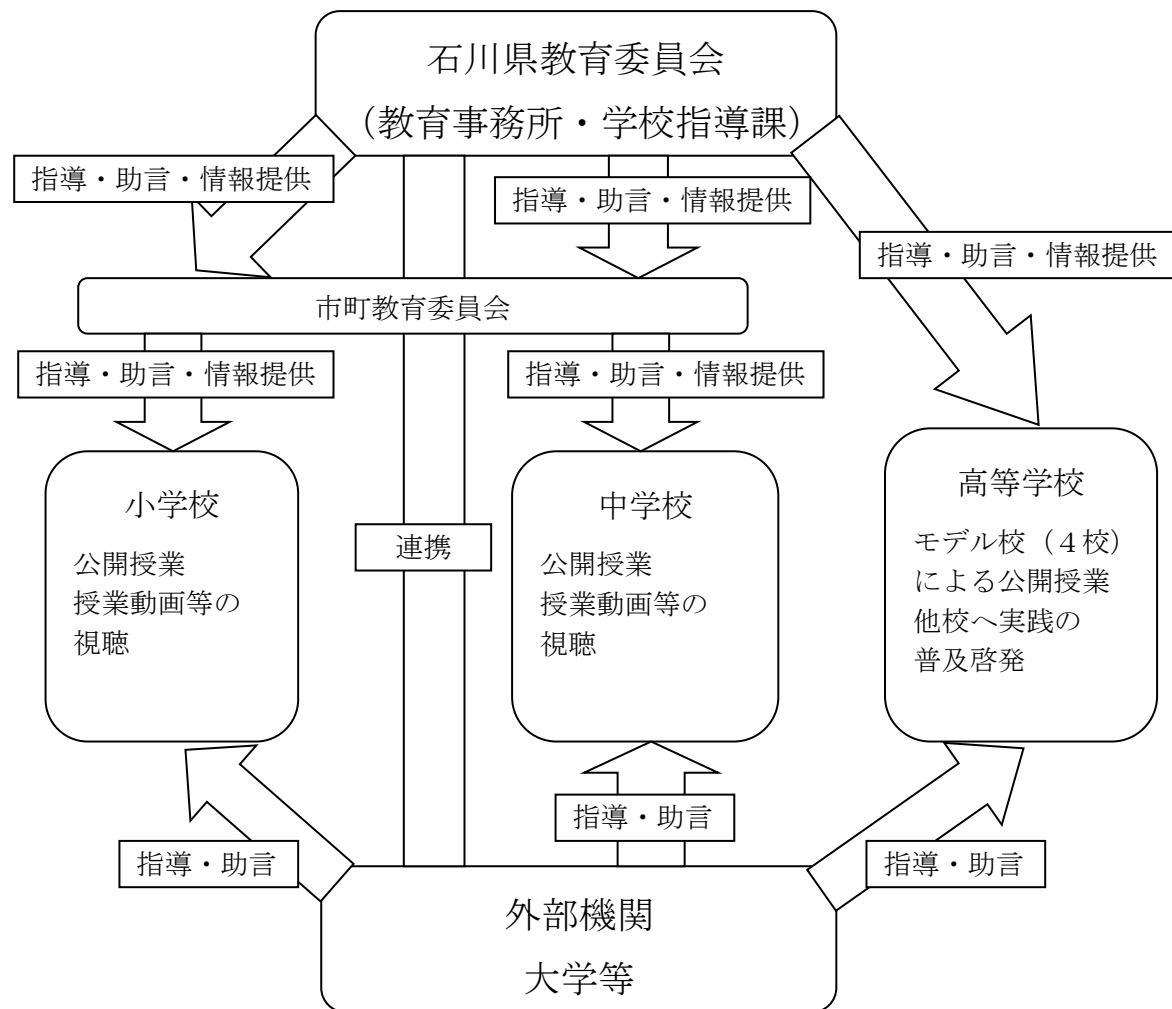 石川県教育委員会
（教育事務所・学校指導課）
指導・助言・情報提供
指導・助言・情報提供
指導・助言・情報提供
市町教育委員会
指導・助言・情報提供
指導・助言・情報提供
小学校
公開授業
授業動画等の
視聴
連携
中学校
公開授業
授業動画等の
視聴
高等学校
モデル校（４校）
による公開授業
他校へ実践の
普及啓発
指導・助言
指導・助言
指導・助言
外部機関
大学等